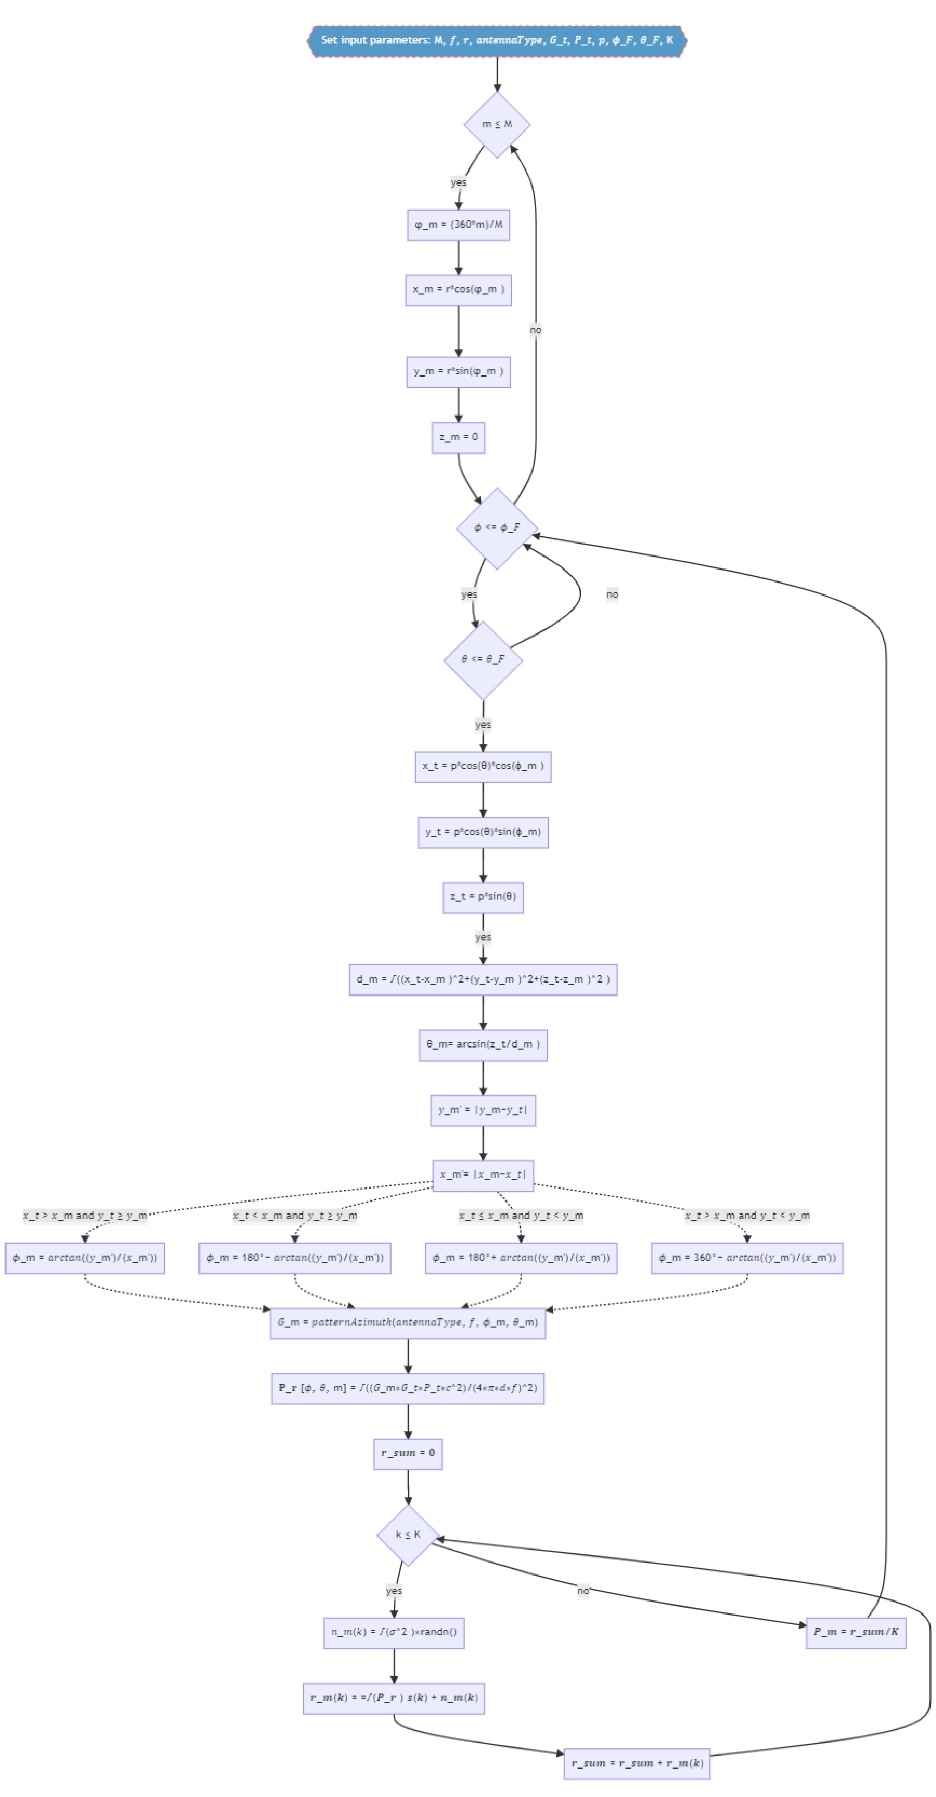 Set input parameters: M, f, r, antennaType, G_t, P_t, p, ϕ_F, θ_F, K
m ≤ M
yes
φ_m = (360*m)/M
x_m = r*cos(φ_m )
no
y_m = r*sin(φ_m )
z_m = 0
ϕ <= ϕ_F
yes
no
θ <= θ_F
yes
x_t = p*cos(θ)*cos(ϕ_m )
y_t = p*cos(θ)*sin(ϕ_m)
z_t = p*sin(θ)
yes
d_m = √((x_t-x_m )^2+(y_t-y_m )^2+(z_t-z_m )^2 )
θ_m= arcsin(z_t/d_m )
y_m' = |y_m−y_t|
x_m'= |x_m−x_t|
x_t > x_m and y_t ≥ y_m
x_t < x_m and y_t ≥ y_m
x_t ≤ x_m and y_t < y_m
x_t > x_m and y_t < y_m
ϕ_m = arctan((y_m')/(x_m'))
ϕ_m = 180°− arctan((y_m')/(x_m'))
ϕ_m = 180°+ arctan((y_m')/(x_m'))
ϕ_m = 360°− arctan((y_m')/(x_m'))
G_m = patternAzimuth(antennaType, f, ϕ_m, θ_m)
P_r [ϕ, θ, m] = √((G_m∗G_t∗P_t∗c^2)/(4∗π∗d∗f)^2)
r_sum = 0
k ≤ K
yes
no
n_m(k) = √(σ^2 )∗randn()
P_m = r_sum/K
r_m(k) = =√(P_r ) s(k) + n_m(k)
r_sum = r_sum + r_m(k)